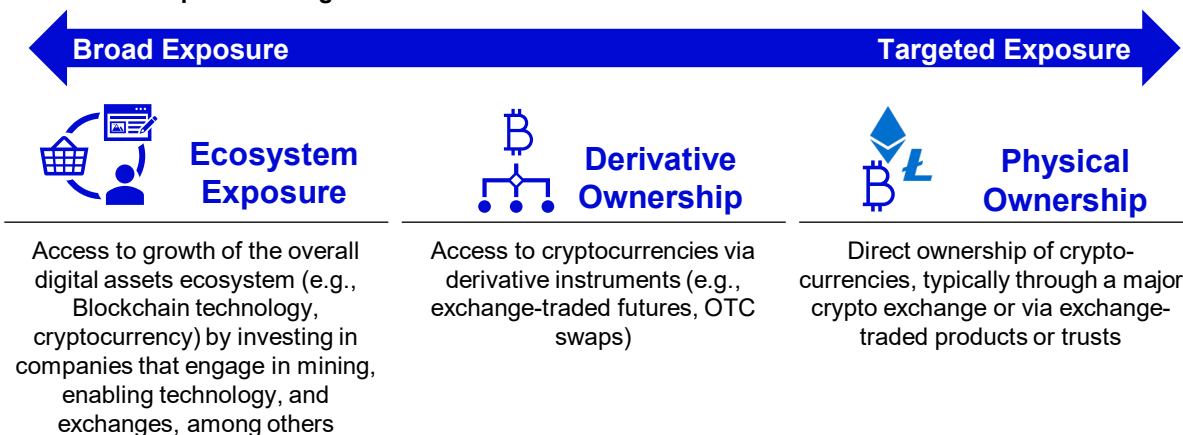 Broad Exposure
Targeted Exposure
Ecosystem
Exposure
Access to growth of the overall
digital assets ecosystem (e.g.,
Blockchain technology,
cryptocurrency) by investing in
companies that engage in mining,
enabling technology, and
exchanges, among others
Derivative
Ownership
Access to cryptocurrencies via
derivative instruments (e.g.,
exchange-traded futures, OTC
swaps)
Physical
Ownership
Direct ownership of crypto-
currencies, typically through a major
crypto exchange or via exchange-
traded products or trusts